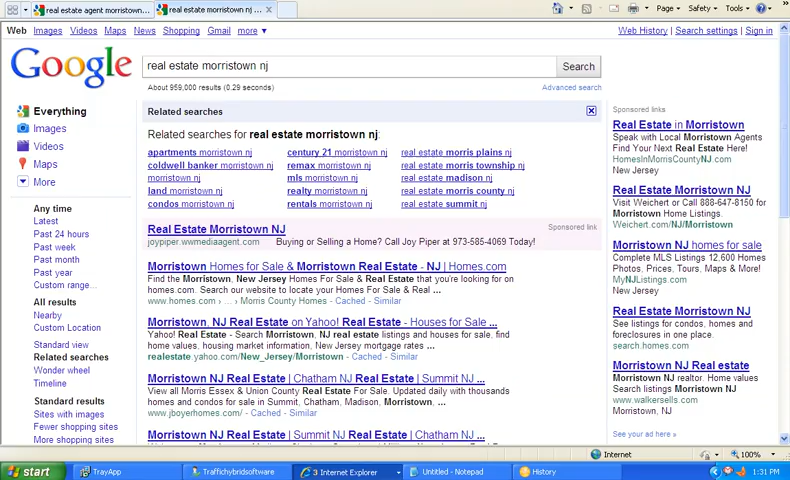 real estate agent morristown...
real estate morristown nj ...
Page
Safety
Tools
Web Images Videos Maps News Shopping Gmail more ▼
Web History | Search settings | Sign in
Google
real estate morristown nj
Search
About 959,000 results (0.29 seconds)
Advanced search
Everything
Images
Videos
Maps
More
Any time
Latest
Past 24 hours
Past week
Past month
Past year
Custom range...
All results
Nearby
Custom Location
Standard view
Related searches
Wonder wheel
Timeline
Standard results
Sites with images
Fewer shopping sites
More shopping sites
Related searches
Related searches for real estate morristown nj:
apartments morristown nj
coldwell banker morristown nj
land morristown nj
condos morristown nj
century 21 morristown nj
remax morristown nj
mls morristown nj
realty morristown nj
rentals morristown nj
real estate morris plains nj
real estate morris township nj
real estate madison nj
real estate morris county nj
real estate summit nj
Real Estate Morristown NJ
Sponsored link
joypiper.wwmediaagent.com Buying or Selling a Home? Call Joy Piper at 973-585-4069 Today!
Morristown Homes for Sale & Morristown Real Estate - NJ | Homes.com
Find the Morristown, New Jersey Homes For Sale & Real Estate that you're looking for on
homes.com. Search our website to locate your Homes For Sale & Real ...
www.homes.com › ... › Morris County Homes - Cached - Similar
Morristown, NJ Real Estate on Yahoo! Real Estate - Houses for Sale ...
Yahoo! Real Estate - Search Morristown, NJ real estate listings and houses for sale, find
home values, housing market information, New Jersey mortgage rates ...
realestate.yahoo.com/New_Jersey/Morristown - Cached - Similar
Morristown NJ Real Estate | Chatham NJ Real Estate | Summit NJ ...
View all Morris Essex & Union County Real Estate For Sale. Updated daily with thousands
homes and condos for sale in Summit, Chatham, Madison, Morristown, ...
www.jboyerhomes.com/ - Cached - Similar
Morristown NJ Real Estate | Summit NJ Real Estate | Chatham NJ ...
Sponsored links
Real Estate in Morristown
Speak with Local Morristown Agents
Find Your Next Real Estate Here!
HomesInMorrisCountyNJ.com
New Jersey
Real Estate Morristown NJ
Visit Weichert or Call 888-647-8150 for
Morristown Home Listings.
Weichert.com/NJ/Morristown
Morristown NJ homes for sale
Complete MLS Listings 12,600 Homes
Photos, Prices, Tours, Maps & More!
MyNJListings.com
New Jersey
Real Estate Morristown NJ
See listings for condos, homes and
foreclosures in one place.
search.homes.com
Morristown, NJ Real estate
Morristown NJ realtor. Home values
Search listings Morristown NJ
www.walkersells.com
Morristown, NJ
See your ad here »
Internet
100%
start
TrayApp
Traffichybridsoftware
3 Internet Explorer
Untitled - Notepad
History
1:31 PM